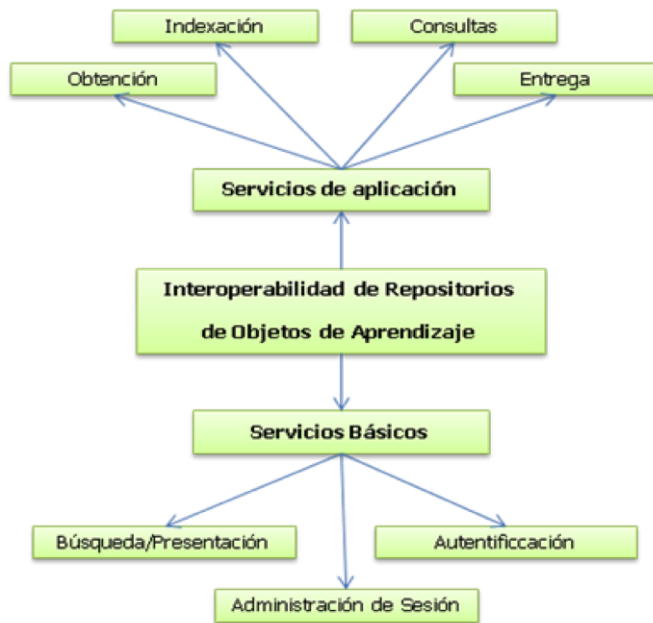 Indexación
Consultas
Obtención
Entrega
Servicios de aplicación
Interoperabilidad de Repositorios
de Objetos de Aprendizaje
Servicios Básicos
Búsqueda/Presentación
Autentificcación
Administración de Sesión